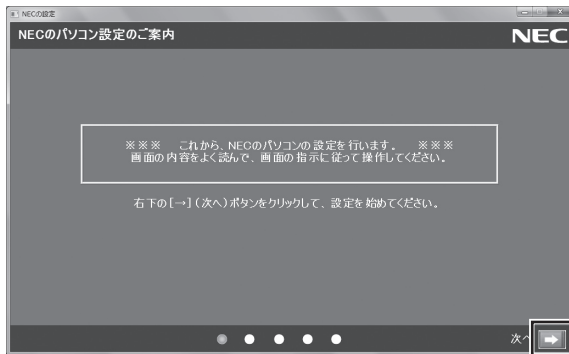 NECの設定
NECのパソコン設定のご案内
NEC
※※※ これから、NECのパソコンの設定を行います。 ※※※
画面の内容をよく読んで、画面の指示に従って操作してください。
右下の[→](次へ)ボタンをクリックして、設定を始めてください。
次へ